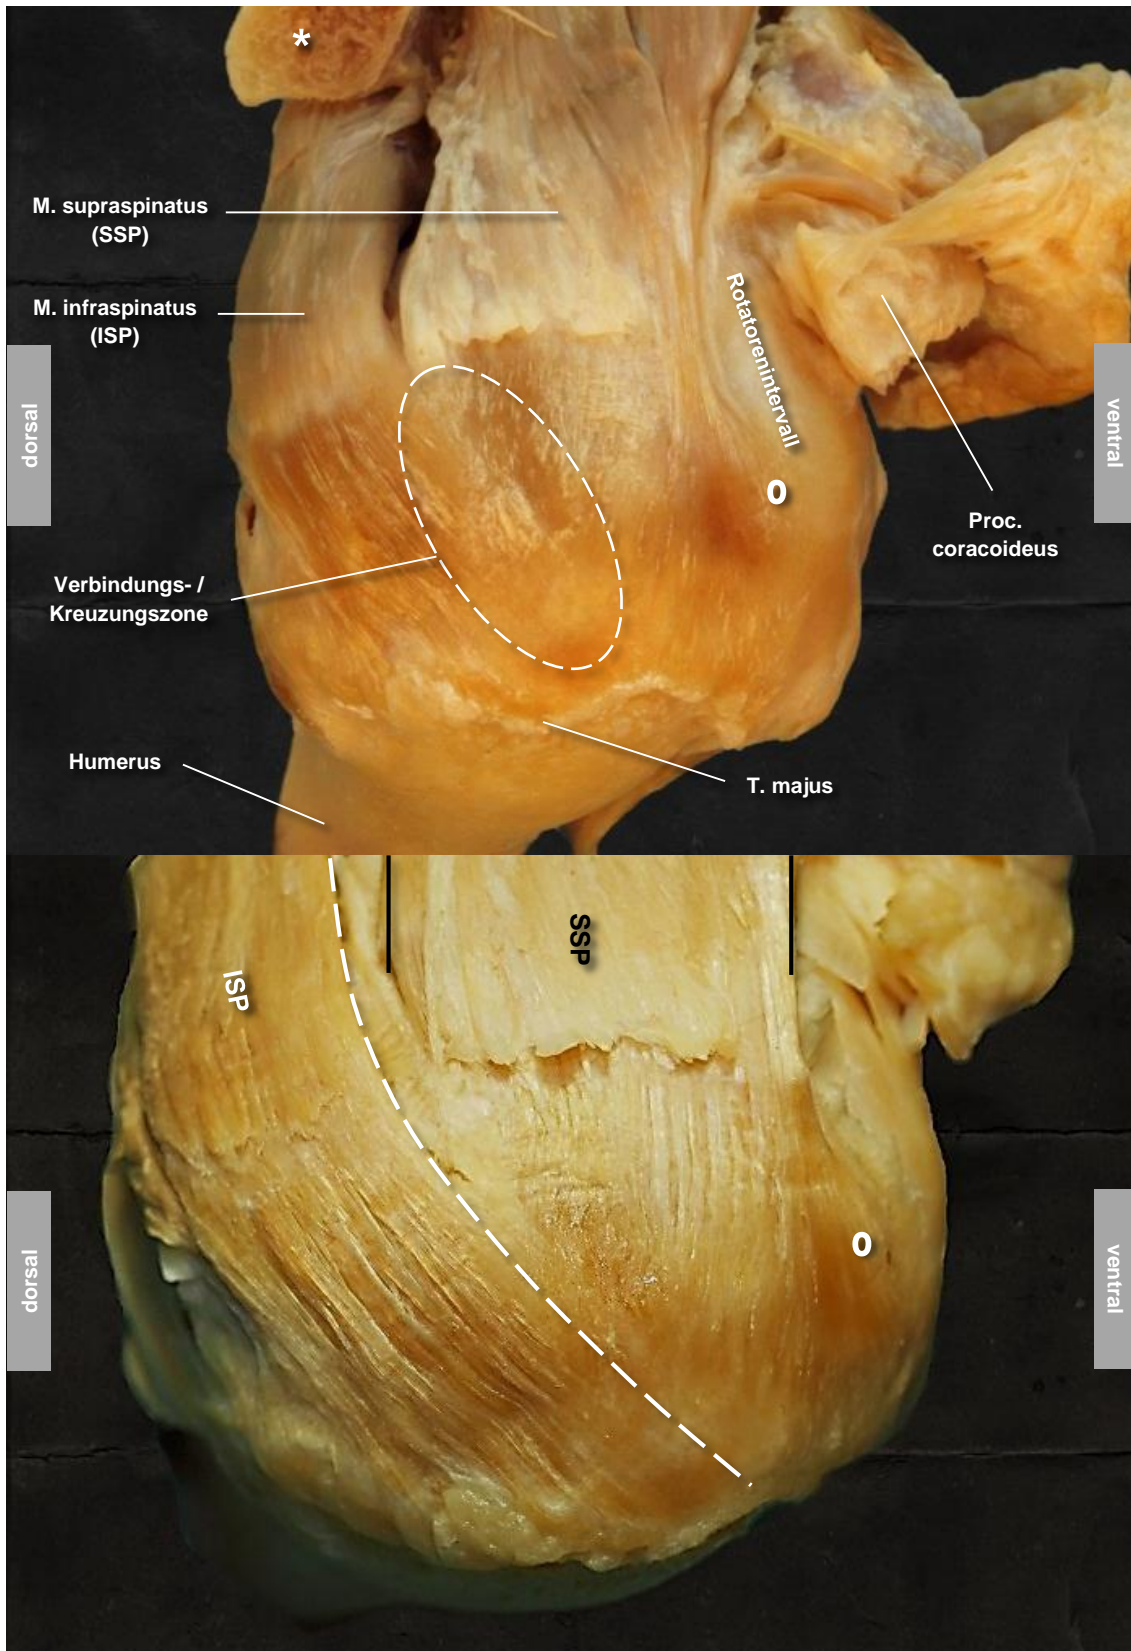 *
M. supraspinatus
(SSP)
M. infraspinatus
(ISP)
Rotatorenintervall
dorsal
ventral
o
Proc.
coracoideus
Verbindungs- /
Kreuzungszone
Humerus
T. majus
SSP
ISP
o
dorsal
ventral